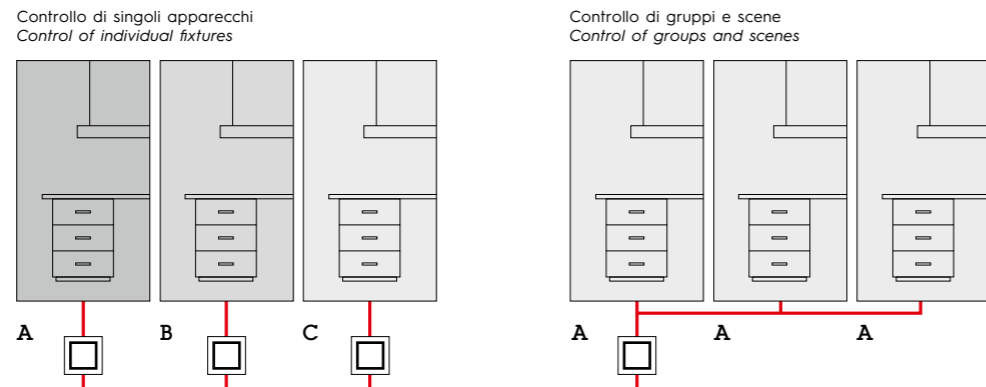 Controllo di singoli apparecchi
Control of individual fixtures
Controllo di gruppi e scene
Control of groups and scenes
A B C
A A A